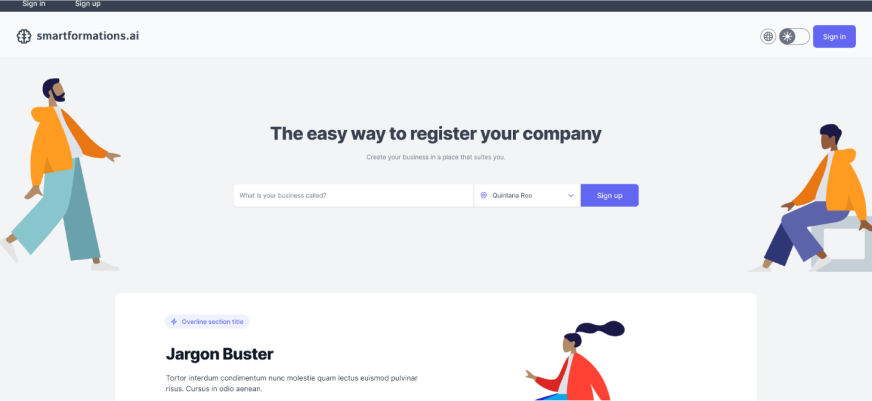 Sign in Sign up
smartformations.ai
Sign in
The easy way to register your company
Create your business in a place that suites you.
What is your business called?
Quintana Roo
Sign up
Overline section title
Jargon Buster
Tortor interdum condimentum nunc molestie quam lectus euismod pulvinar
risus. Cursus in odio aenean.